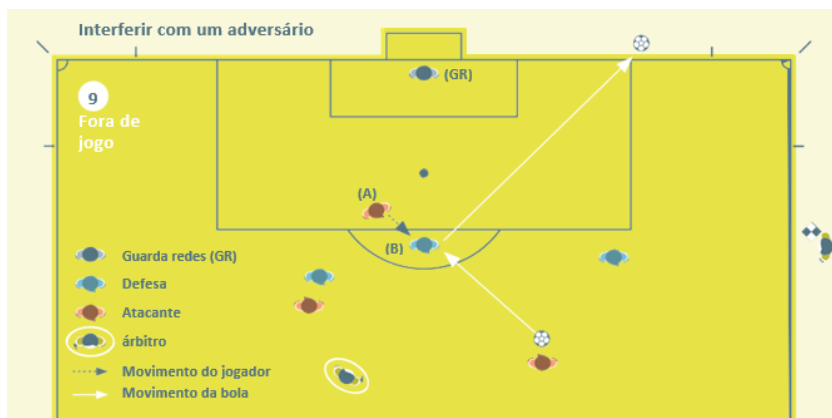 Interferir com um adversário
(GR)
9
Fora de
jogo
(A)
(B)
Guarda redes (GR)
Defesa
Atacante
árbitro
Movimento do jogador
Movimento da bola